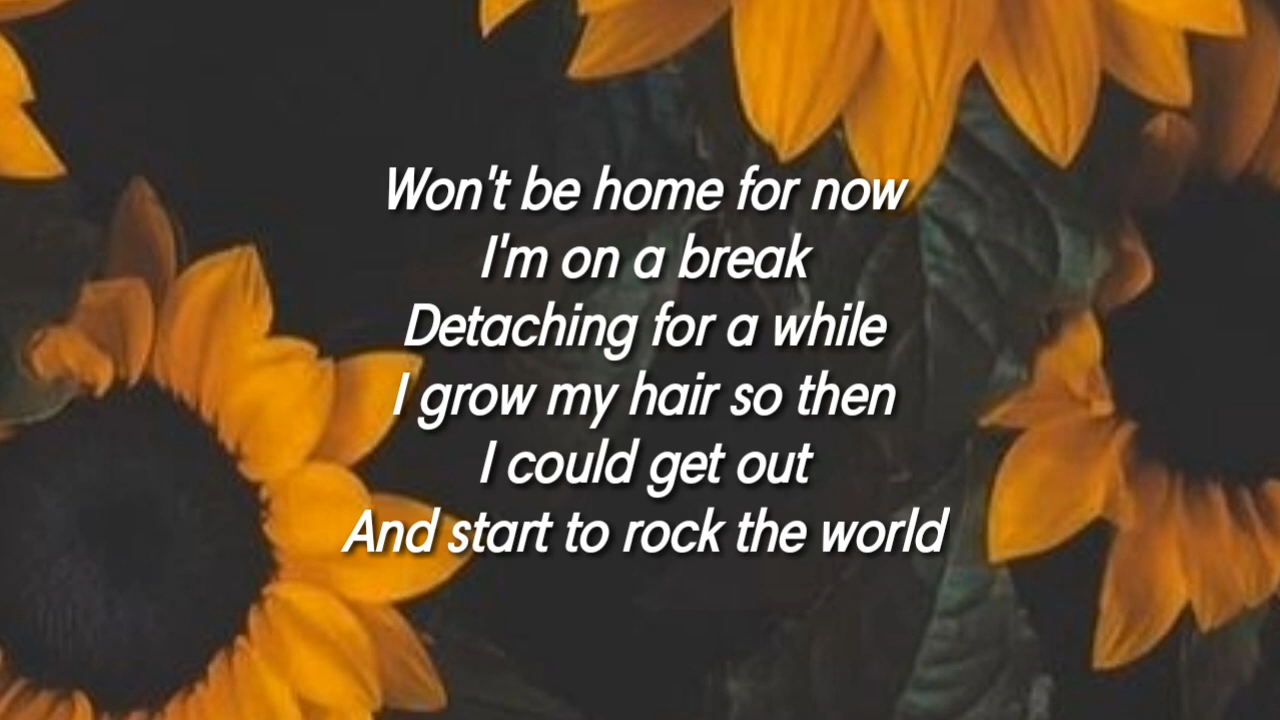 Won't be home for now
I'm on a break
Detaching for a while
I grow my hair so then
I could get out
And start to rock the world